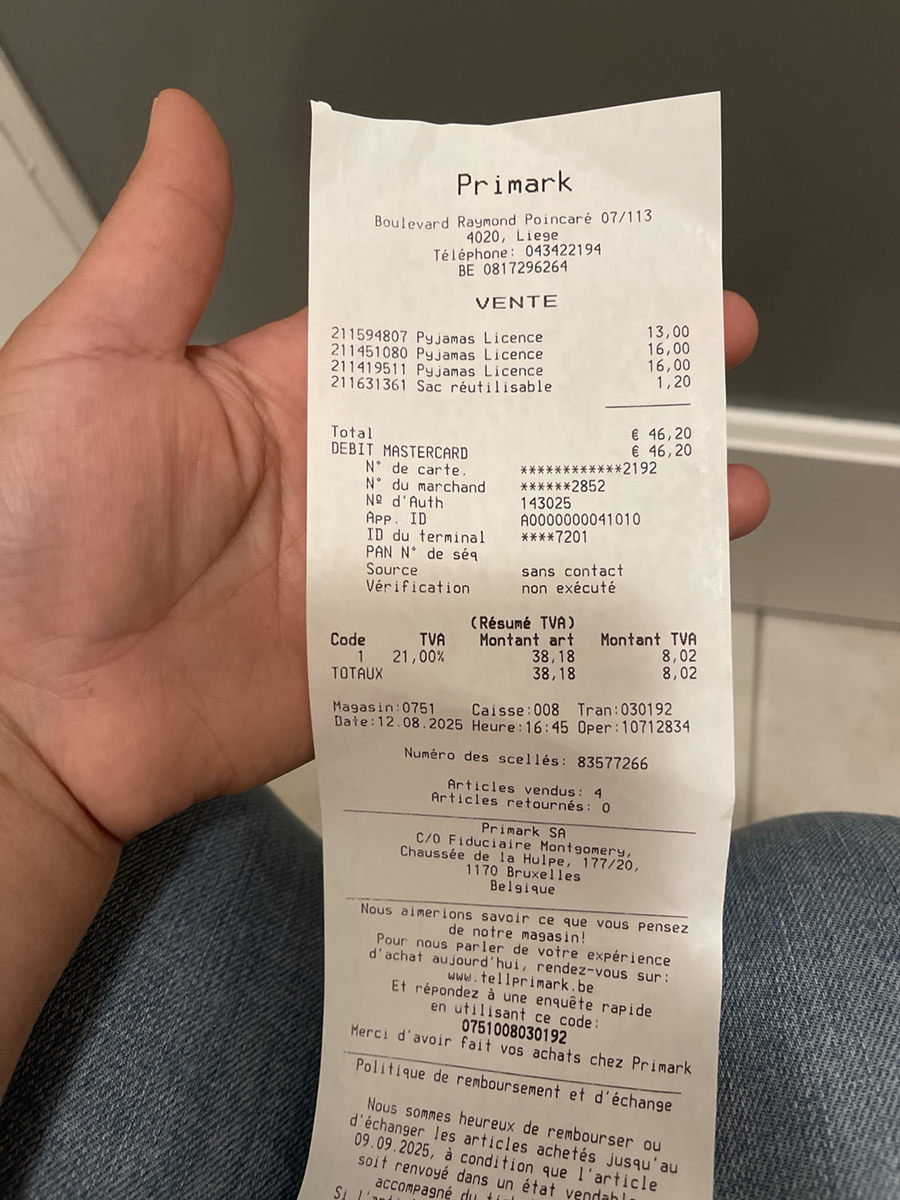 Primark
Boulevard Raymond Poincaré 07/113
4020, Liege
Téléphone: 043422194
BE 0817296264
VENTE
211594807 Pyjamas Licence 13,00
211451080 Pyjamas Licence 16,00
211419511 Pyjamas Licence 16,00
211631361 Sac réutilisable 1,20
Total € 46,20
DEBIT MASTERCARD € 46,20
N° de carte. ************2192
N° du marchand ******2852
Nº d'Auth 143025
App. ID A0000000041010
ID du terminal ****7201
PAN N° de séq
Source sans contact
Vérification non exécuté
(Résumé TVA)
Code TVA Montant art Montant TVA
1 21,00% 38,18 8,02
TOTAUX 38,18 8,02
Magasin:0751 Caisse:008 Tran:030192
Date:12.08.2025 Heure:16:45 Oper:10712834
Numéro des scellés: 83577266
Articles vendus: 4
Articles retournés: 0
Primark SA
C/O Fiduciaire Montgomery,
Chaussée de la Hulpe, 177/20,
1170 Bruxelles
Belgique
Nous aimerions savoir ce que vous pensez
de notre magasin!
Pour nous parler de votre expérience
d'achat aujourd'hui, rendez-vous sur:
www.tellprimark.be
Et répondez à une enquête rapide
en utilisant ce code:
0751008030192
Merci d'avoir fait vos achats chez Primark
Politique de remboursement et d'échange
Nous sommes heureux de rembourser ou
d'échanger les articles achetés jusqu'au
09.09.2025, à condition que l'article
soit renvoyé dans un état
accompagné du